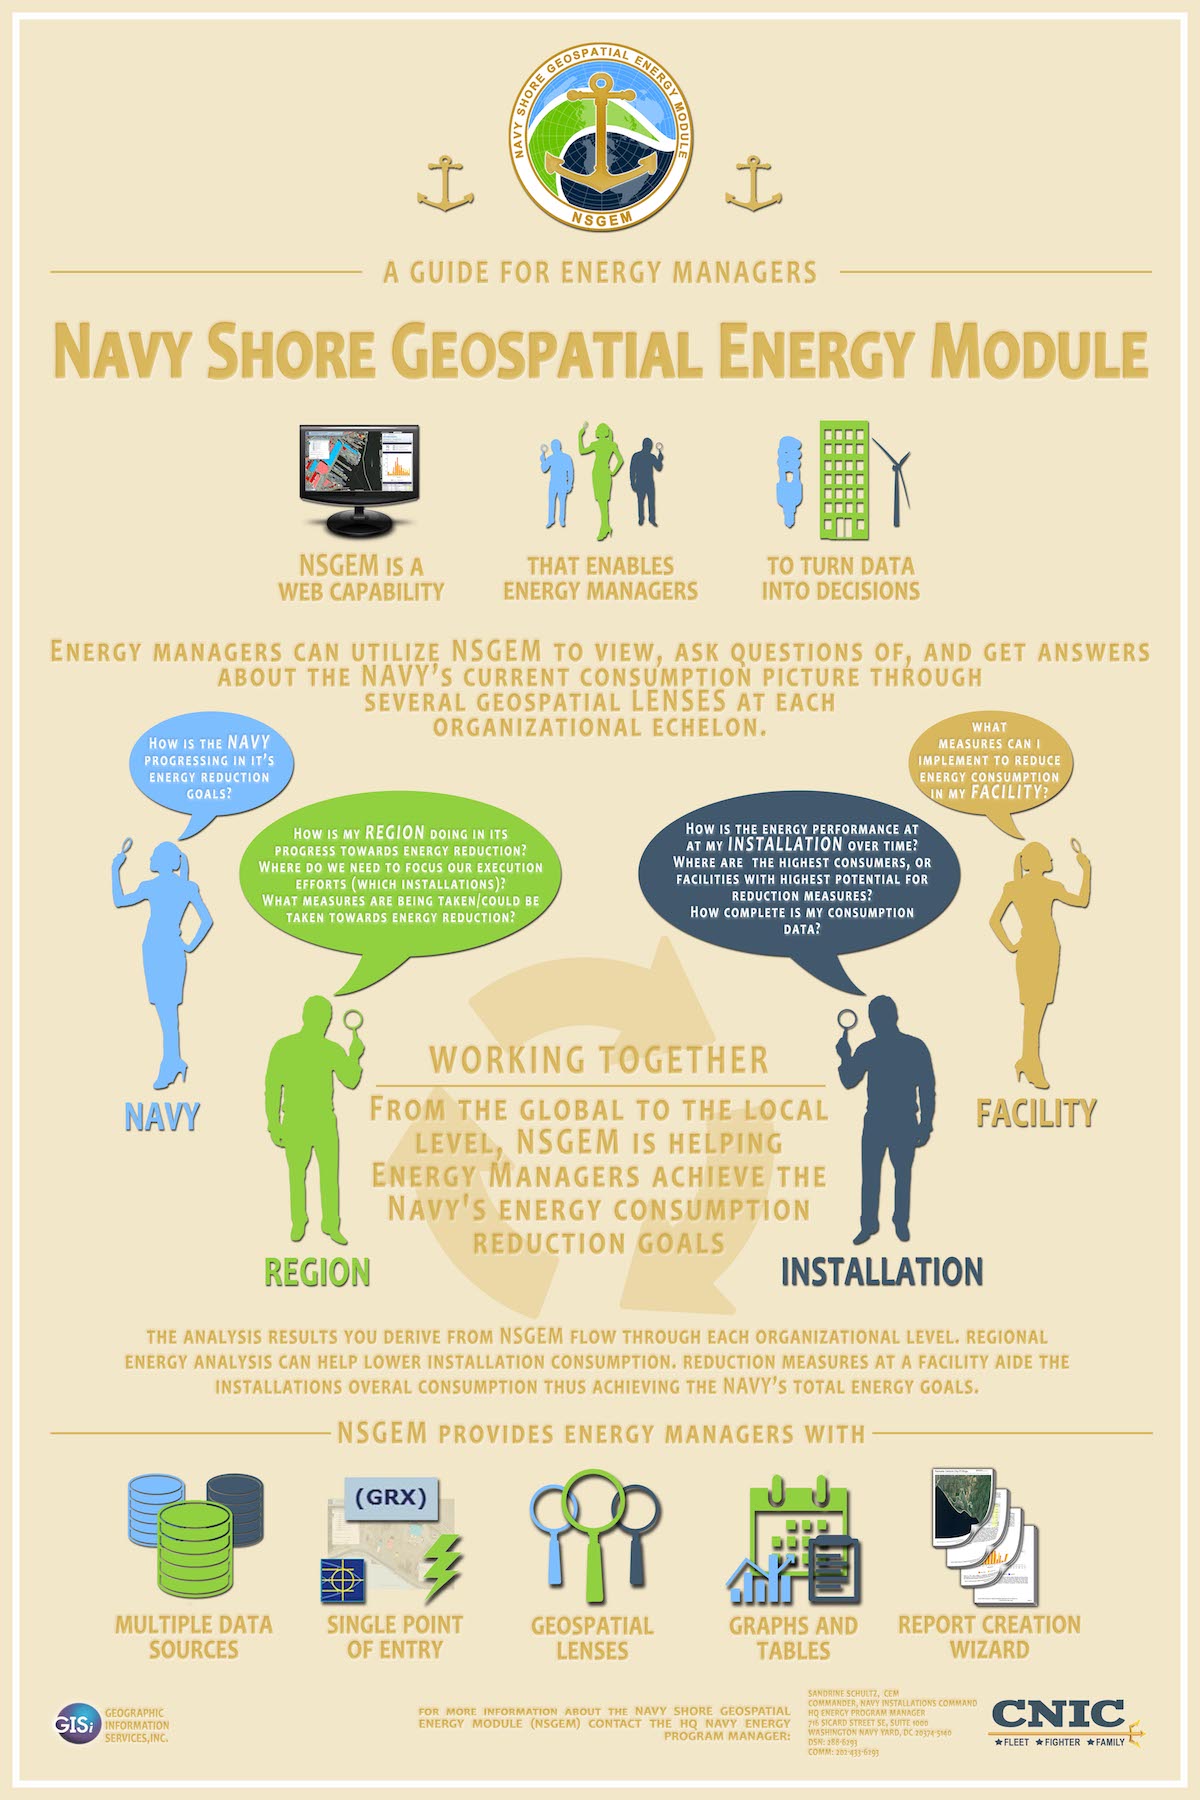 NAVY SHORE GEOSPATIAL ENERGY MODULE
NSGEM
A GUIDE FOR ENERGY MANAGERS
NAVY SHORE GEOSPATIAL ENERGY MODULE
NSGEM IS A
WEB CAPABILITY
THAT ENABLES
ENERGY MANAGERS
TO TURN DATA
INTO DECISIONS
ENERGY MANAGERS CAN UTILIZE NSGEM TO VIEW, ASK QUESTIONS OF, AND GET ANSWERS
ABOUT THE NAVY'S CURRENT CONSUMPTION PICTURE THROUGH
SEVERAL GEOSPATIAL LENSES AT EACH
ORGANIZATIONAL ECHELON.
HOW IS THE NAVY
PROGRESSING IN IT'S
ENERGY REDUCTION
GOALS?
NAVY
HOW IS MY REGION DOING IN ITS
PROGRESS TOWARDS ENERGY REDUCTION?
WHERE DO WE NEED TO FOCUS OUR EXECUTION
EFFORTS (WHICH INSTALLATIONS)?
WHAT MEASURES ARE BEING TAKEN/COULD BE
TAKEN TOWARDS ENERGY REDUCTION?
REGION
HOW IS THE ENERGY PERFORMANCE AT
AT MY INSTALLATION OVER TIME?
WHERE ARE THE HIGHEST CONSUMERS, OR
FACILITIES WITH HIGHEST POTENTIAL FOR
REDUCTION MEASURES?
HOW COMPLETE IS MY CONSUMPTION
DATA?
INSTALLATION
WHAT
MEASURES CAN I
IMPLEMENT TO REDUCE
ENERGY CONSUMPTION
IN MY FACILITY?
FACILITY
WORKING TOGETHER
FROM THE GLOBAL TO THE LOCAL
LEVEL, NSGEM IS HELPING
ENERGY MANAGERS ACHIEVE THE
NAVY'S ENERGY CONSUMPTION
REDUCTION GOALS
THE ANALYSIS RESULTS YOU DERIVE FROM NSGEM FLOW THROUGH EACH ORGANIZATIONAL LEVEL. REGIONAL
ENERGY ANALYSIS CAN HELP LOWER INSTALLATION CONSUMPTION. REDUCTION MEASURES AT A FACILITY AIDE THE
INSTALLATIONS OVERAL CONSUMPTION THUS ACHIEVING THE NAVY'S TOTAL ENERGY GOALS.
NSGEM PROVIDES ENERGY MANAGERS WITH
MULTIPLE DATA
SOURCES
(GRX)
SINGLE POINT
OF ENTRY
GEOSPATIAL
LENSES
GRAPHS AND
TABLES
REPORT CREATION
WIZARD
GISi
GEOGRAPHIC
INFORMATION
SERVICES,INC.
FOR MORE INFORMATION ABOUT THE NAVY SHORE GEOSPATIAL
ENERGY MODULE (NSGEM) CONTACT THE HQ NAVY ENERGY
PROGRAM MANAGER:
SANDRINE SCHULTZ, CEM
COMMANDER, NAVY INSTALLATIONS COMMAND
HQ ENERGY PROGRAM MANAGER
716 SICARD STREET SE, SUITE 1000
WASHINGTON NAVY YARD, DC 20374-5140
DSN: 288-6293
COMM: 202-433-6293
CNIC
★FLEET ★FIGHTER ★FAMILY